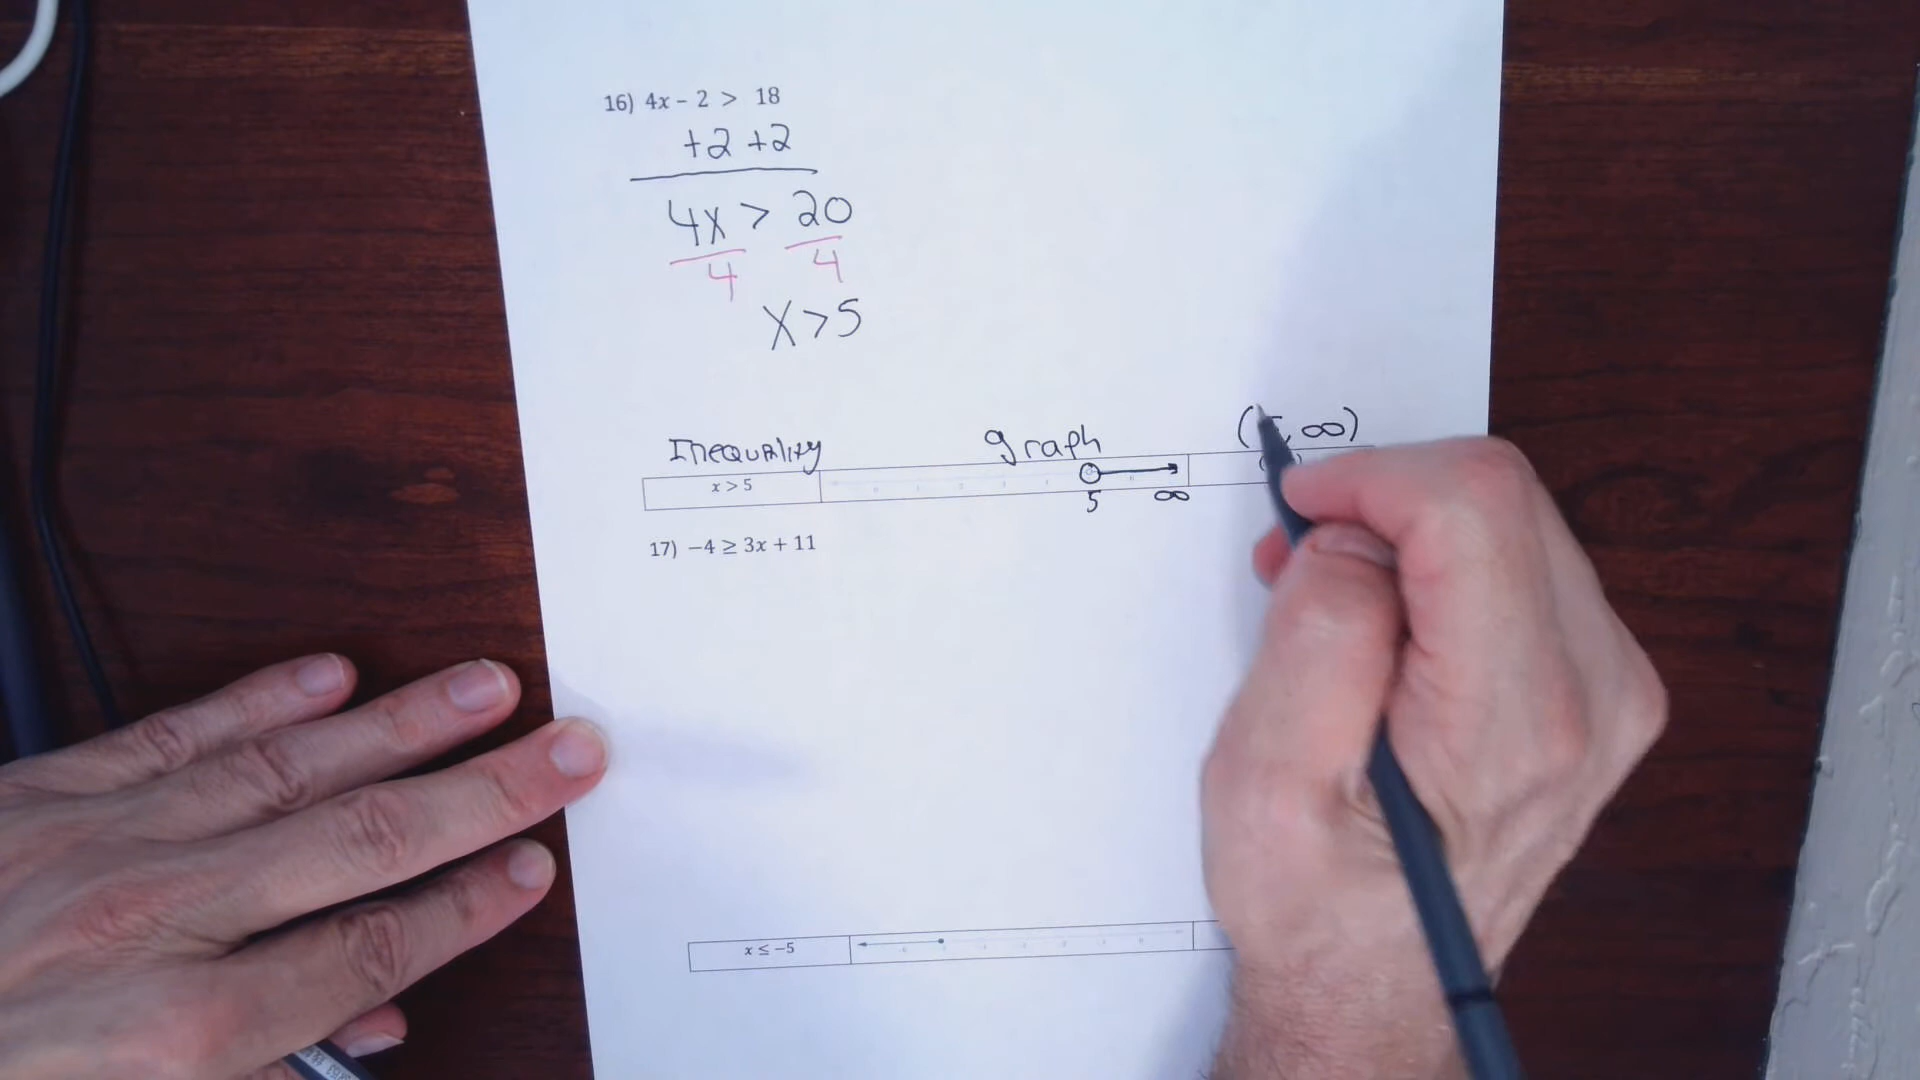 16) 4x − 2 > 18
+2 +2
4x > 20
4 4
x > 5
Inequality graph ( , ∞)
x > 5
5 ∞
17) −4 ≥ 3x + 11
x ≤ −5